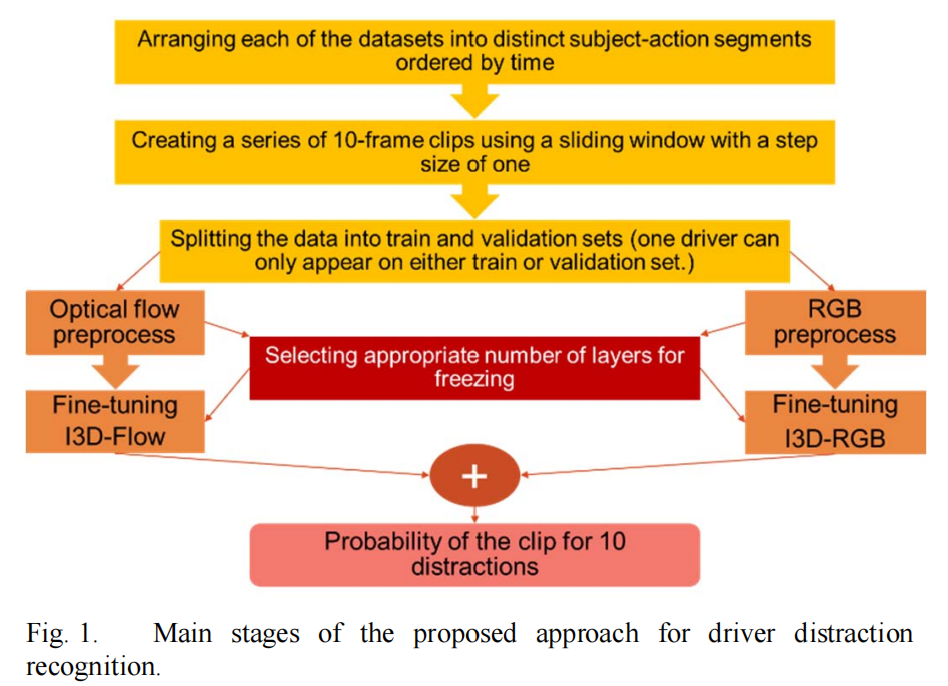 Arranging each of the datasets into distinct subject-action segments
ordered by time
Creating a series of 10-frame clips using a sliding window with a step
size of one
Splitting the data into train and validation sets (one driver can
only appear on either train or validation set.)
Optical flow
preprocess
RGB
preprocess
Selecting appropriate number of layers for
freezing
Fine-tuning
I3D-Flow
Fine-tuning
I3D-RGB
+
Probability of the clip for 10
distractions
Fig. 1. Main stages of the proposed approach for driver distraction
recognition.